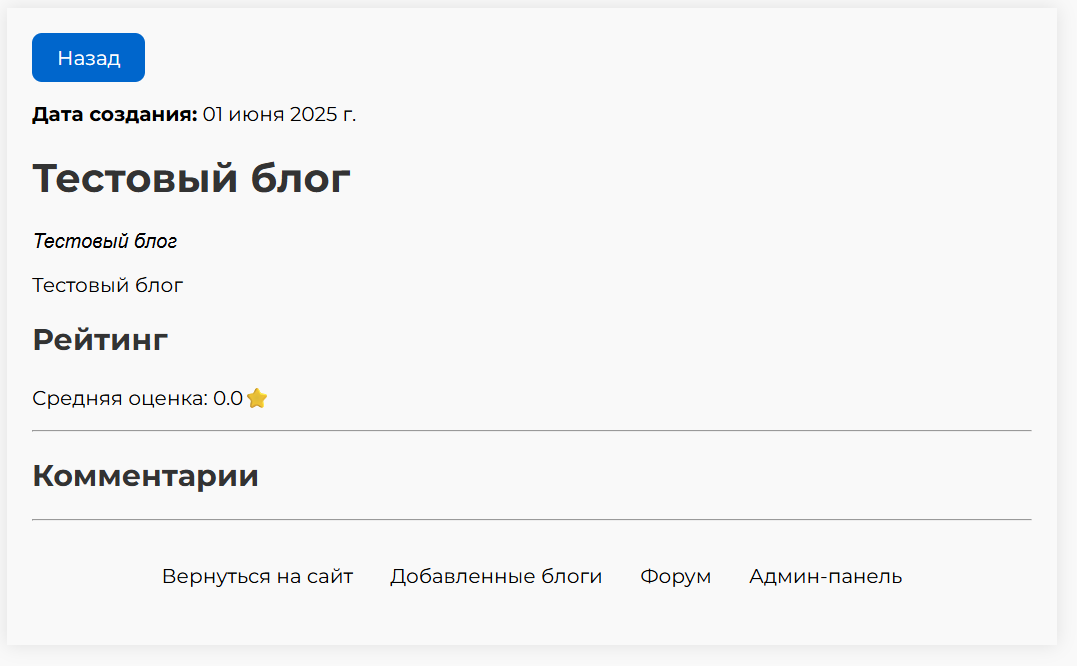 Назад
Дата создания: 01 июня 2025 г.
Тестовый блог
Тестовый блог
Тестовый блог
Рейтинг
Средняя оценка: 0.0⭐
Комментарии
Вернуться на сайт Добавленные блоги Форум Админ-панель